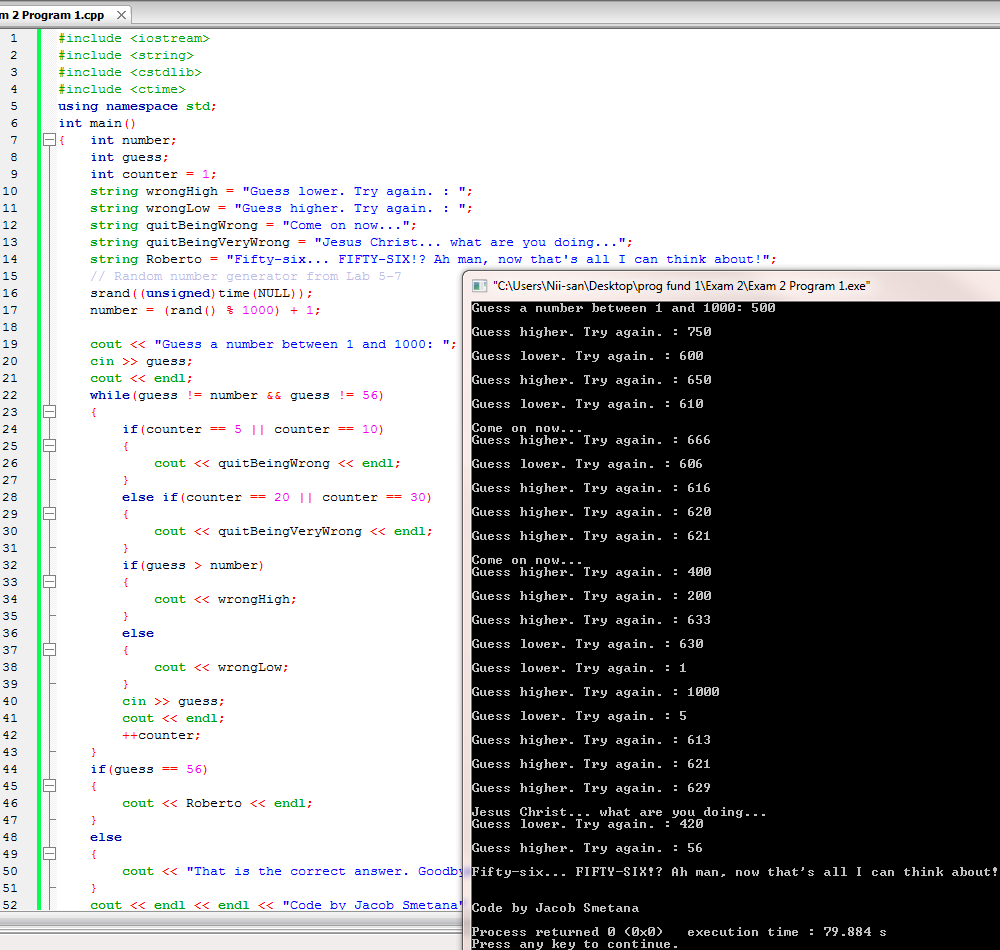 m 2 Program 1.cpp
1 #include <iostream>
2 #include <string>
3 #include <cstdlib>
4 #include <ctime>
5 using namespace std;
6 int main()
7 { int number;
8 int guess;
9 int counter = 1;
10 string wrongHigh = "Guess lower. Try again. : ";
11 string wrongLow = "Guess higher. Try again. : ";
12 string quitBeingWrong = "Come on now...";
13 string quitBeingVeryWrong = "Jesus Christ... what are you doing...";
14 string Roberto = "Fifty-six... FIFTY-SIX!? Ah man, now that's all I can think about!";
15 // Random number generator from Lab 5-7
16 srand((unsigned)time(NULL));
17 number = (rand() % 1000) + 1;
18
19 cout << "Guess a number between 1 and 1000: ";
20 cin >> guess;
21 cout << endl;
22 while(guess != number && guess != 56)
23 {
24 if(counter == 5 || counter == 10)
25 {
26 cout << quitBeingWrong << endl;
27 }
28 else if(counter == 20 || counter == 30)
29 {
30 cout << quitBeingVeryWrong << endl;
31 }
32 if(guess > number)
33 {
34 cout << wrongHigh;
35 }
36 else
37 {
38 cout << wrongLow;
39 }
40 cin >> guess;
41 cout << endl;
42 ++counter;
43 }
44 if(guess == 56)
45 {
46 cout << Roberto << endl;
47 }
48 else
49 {
50 cout << "That is the correct answer. Goodby
51 }
52 cout << endl << endl << "Code by Jacob Smetana"
"C:\Users\Nii-san\Desktop\prog fund 1\Exam 2\Exam 2 Program 1.exe"
Guess a number between 1 and 1000: 500
Guess higher. Try again. : 750
Guess lower. Try again. : 600
Guess higher. Try again. : 650
Guess lower. Try again. : 610
Come on now...
Guess higher. Try again. : 666
Guess lower. Try again. : 606
Guess higher. Try again. : 616
Guess higher. Try again. : 620
Guess higher. Try again. : 621
Come on now...
Guess higher. Try again. : 400
Guess higher. Try again. : 200
Guess higher. Try again. : 633
Guess lower. Try again. : 630
Guess lower. Try again. : 1
Guess higher. Try again. : 1000
Guess lower. Try again. : 5
Guess higher. Try again. : 613
Guess higher. Try again. : 621
Guess higher. Try again. : 629
Jesus Christ... what are you doing...
Guess lower. Try again. : 420
Guess higher. Try again. : 56
Fifty-six... FIFTY-SIX!? Ah man, now that's all I can think about!
Code by Jacob Smetana
Process returned 0 (0x0) execution time : 79.884 s
Press any key to continue.